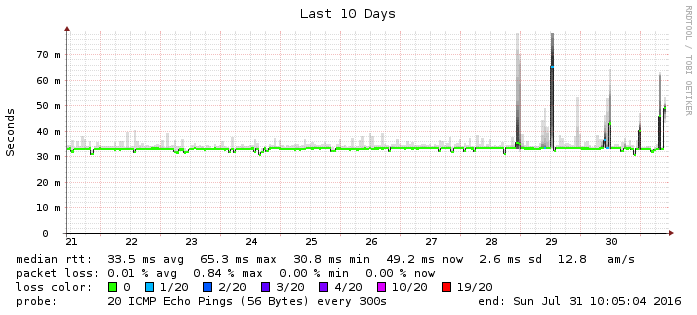 Last 10 Days
RRDTOOL / TOBI OETIKER
Seconds
70 m
60 m
50 m
40 m
30 m
20 m
10 m
0
21 22 23 24 25 26 27 28 29 30
median rtt: 33.5 ms avg 65.3 ms max 30.8 ms min 49.2 ms now 2.6 ms sd 12.8 am/s
packet loss: 0.01 % avg 0.84 % max 0.00 % min 0.00 % now
loss color: 0 1/20 2/20 3/20 4/20 10/20 19/20
probe: 20 ICMP Echo Pings (56 Bytes) every 300s end: Sun Jul 31 10:05:04 2016